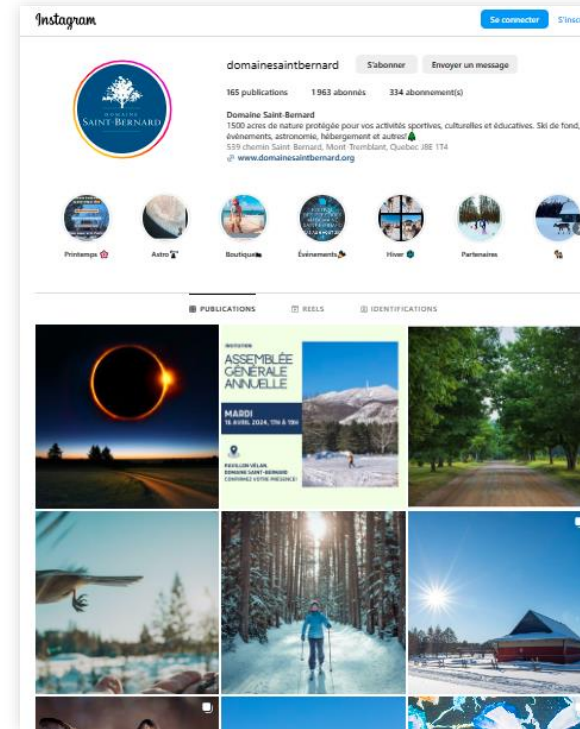 Instagram
Se connecter
domainesaintbernard S'abonner Envoyer un message
165 publications 1 963 abonnés 334 abonnement(s)
DOMAINE
SAINT-BERNARD
Domaine Saint-Bernard
1500 acres de nature protégée pour vos activités sportives, culturelles et éducatives. Ski de fond,
événements, astronomie, hébergement et autres!
539 chemin Saint-Bernard, Mont-Tremblant, Quebec J8E 1T4
www.domainesaintbernard.org
Printemps Astro Boutique Événements Hiver Partenaires
PUBLICATIONS REELS IDENTIFICATIONS
INVITATION
ASSEMBLÉE
GÉNÉRALE
ANNUELLE
MARDI
16 AVRIL 2024, 17H À 19H
PAVILLON VÉLAN,
DOMAINE SAINT-BERNARD
CONFIRMEZ VOTRE PRÉSENCE!